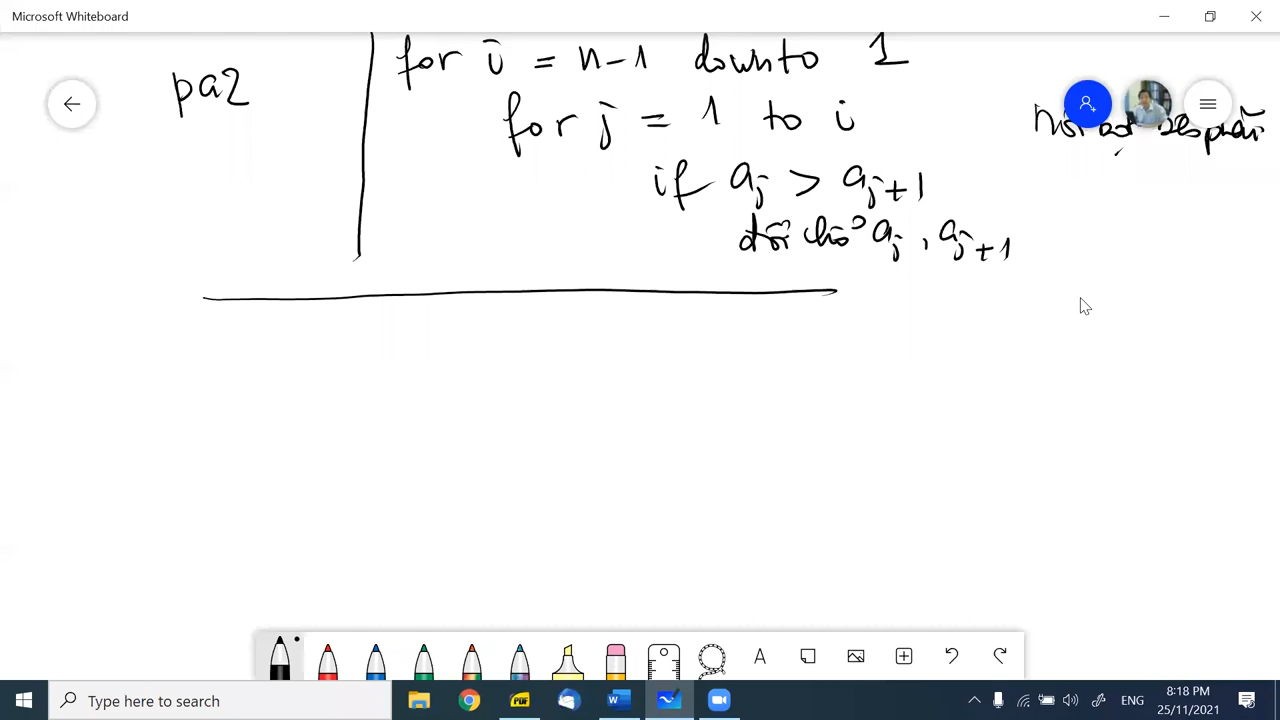 Microsoft Whiteboard
for i = n-1 downto 1
pa2
for j = 1 to i
if aj > aj+1
đổi chỗ aj, aj+1
A
Type here to search
PDF
W
ENG
8:18 PM
25/11/2021